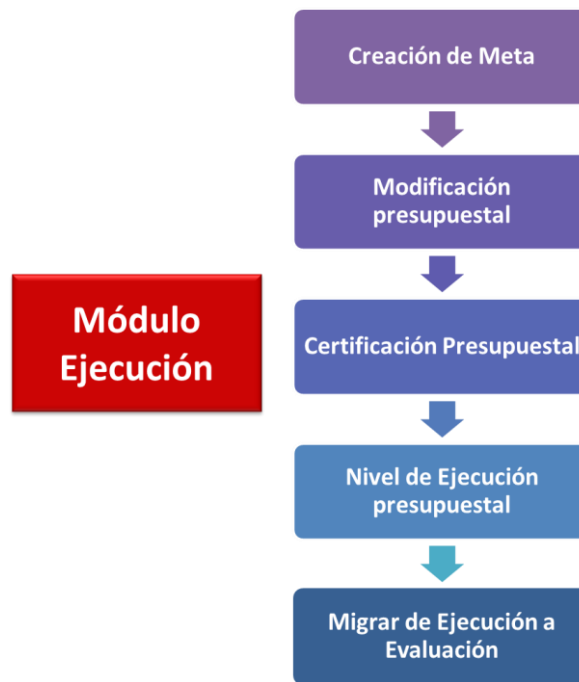 Creación de Meta
Modificación
presupuestal
Módulo
Ejecución
Certificación Presupuestal
Nivel de Ejecución
presupuestal
Migrar de Ejecución a
Evaluación